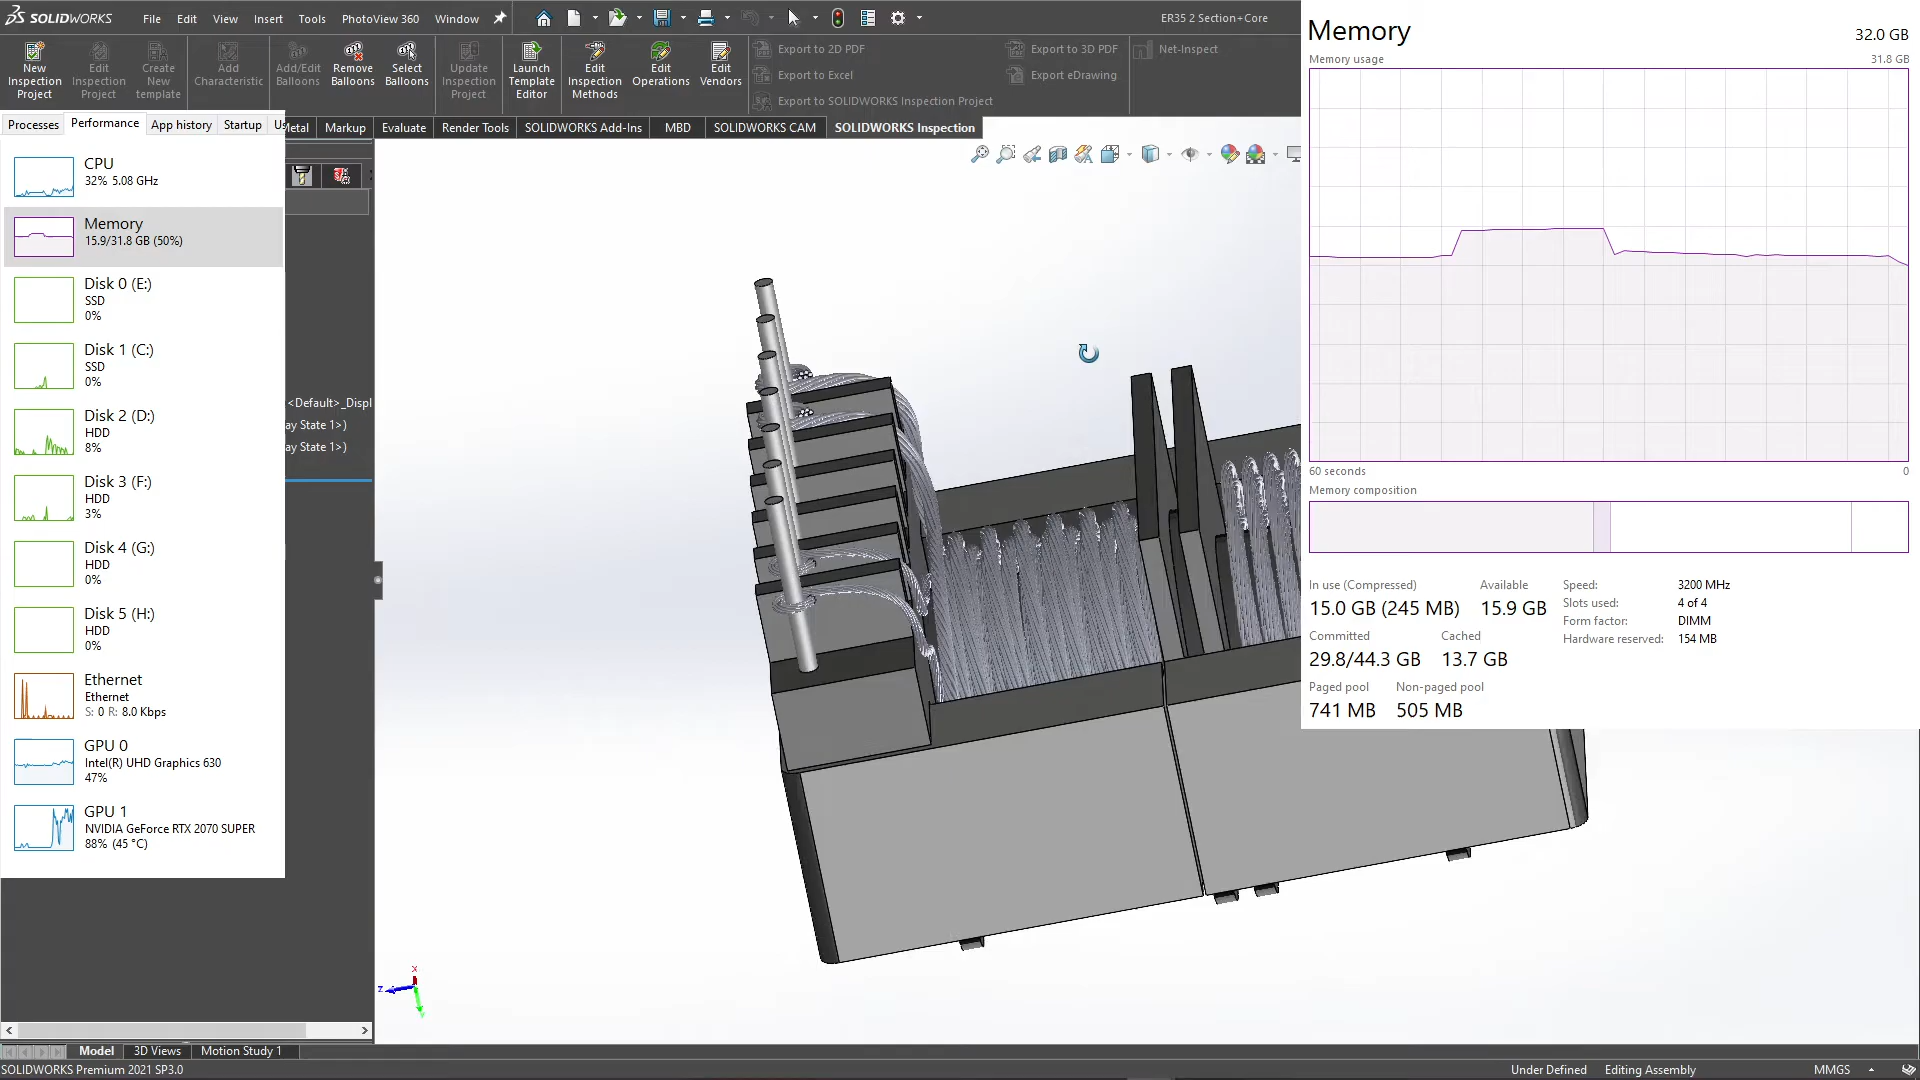 SOLIDWORKS
File Edit View Insert Tools PhotoView 360 Window
ER35 2 Section+Core
New Inspection Project
Edit Inspection Project
Create New template
Add Characteristic
Add/Edit Balloons
Remove Balloons
Select Balloons
Update Inspection Project
Launch Template Editor
Edit Inspection Methods
Edit Operations
Edit Vendors
Export to 2D PDF
Export to Excel
Export to SOLIDWORKS Inspection Project
Export to 3D PDF
Export eDrawing
Net-Inspect
Metal Markup Evaluate Render Tools SOLIDWORKS Add-Ins MBD SOLIDWORKS CAM SOLIDWORKS Inspection
Processes Performance App history Startup Us
CPU
32% 5.08 GHz
Memory
15.9/31.8 GB (50%)
Disk 0 (E:)
SSD
0%
Disk 1 (C:)
SSD
0%
Disk 2 (D:)
HDD
8%
Disk 3 (F:)
HDD
3%
Disk 4 (G:)
HDD
0%
Disk 5 (H:)
HDD
0%
Ethernet
Ethernet
S: 0 R: 8.0 Kbps
GPU 0
Intel(R) UHD Graphics 630
47%
GPU 1
NVIDIA GeForce RTX 2070 SUPER
88% (45 °C)
<Default>_Displ
ay State 1>)
ay State 1>)
Memory
32.0 GB
Memory usage
31.8 GB
60 seconds
0
Memory composition
In use (Compressed)
15.0 GB (245 MB)
Available
15.9 GB
Committed
29.8/44.3 GB
Cached
13.7 GB
Paged pool
741 MB
Non-paged pool
505 MB
Speed: 3200 MHz
Slots used: 4 of 4
Form factor: DIMM
Hardware reserved: 154 MB
x
z
Y
Model 3D Views Motion Study 1
SOLIDWORKS Premium 2021 SP3.0
Under Defined Editing Assembly MMGS